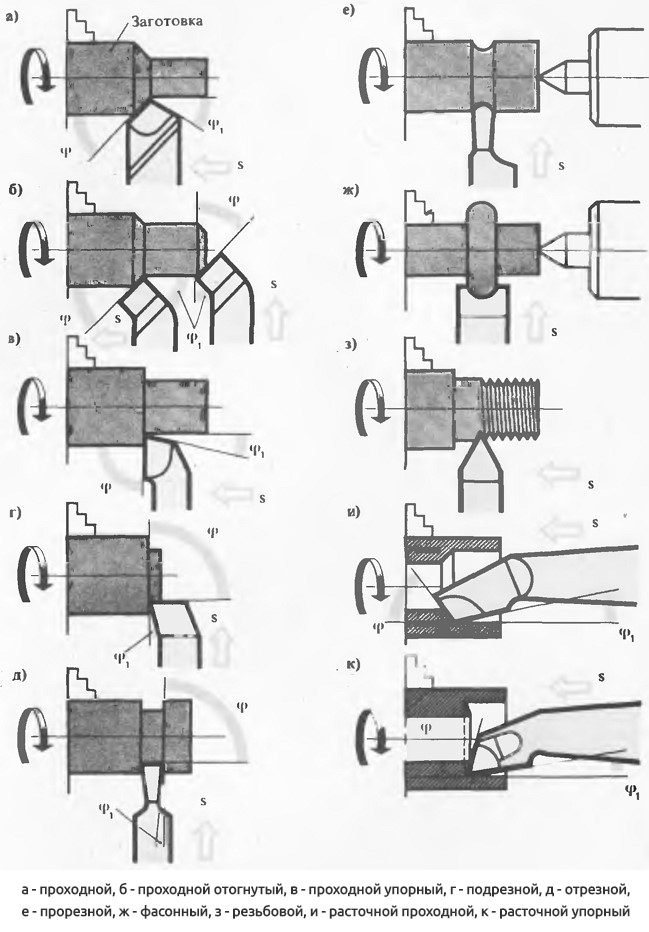 а)
Заготовка
φ
φ₁
s
б)
φ
s
φ
s
φ₁
в)
φ₁
φ
s
г)
φ
s
φ₁
д)
φ
s
φ₁
е)
s
ж)
s
з)
s
и)
s
φ
φ₁
к)
s
φ
φ₁
а - проходной, б - проходной отогнутый, в - проходной упорный, г - подрезной, д - отрезной,
е - прорезной, ж - фасонный, з - резьбовой, и - расточной проходной, к - расточной упорный